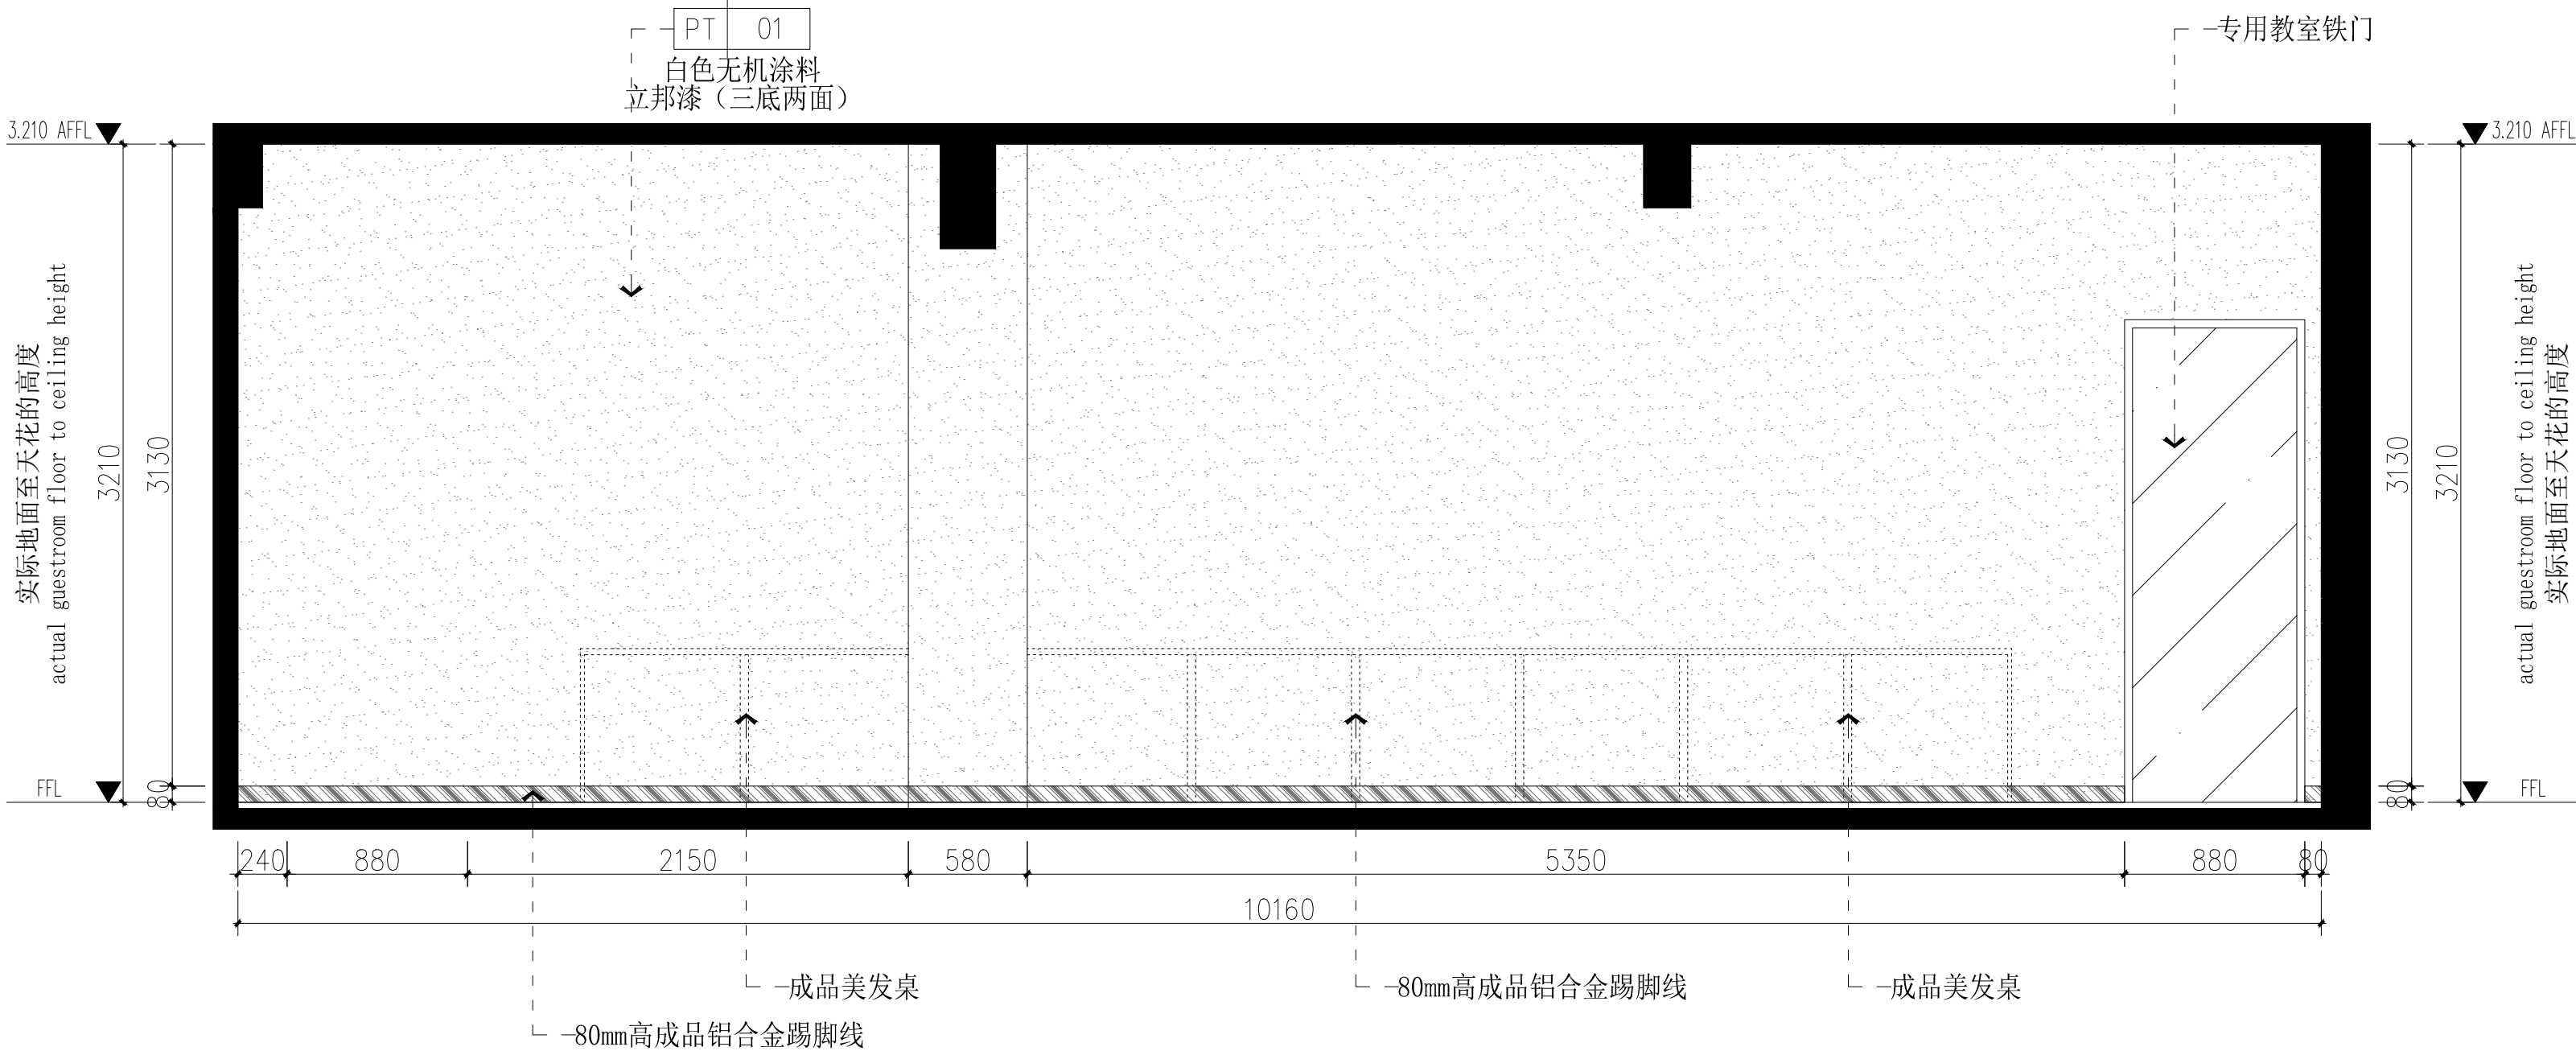 PT 01
白色无机涂料
立邦漆（三底两面）
专用教室铁门
3.210 AFFL
3.210 AFFL
实际地面至天花的高度
actual guestroom floor to ceiling height
3210
3130
80
FFL
3130
3210
80
actual guestroom floor to ceiling height
实际地面至天花的高度
FFL
240 880 2150 580 5350 880 80
10160
成品美发桌
80mm高成品铝合金踢脚线
成品美发桌
80mm高成品铝合金踢脚线